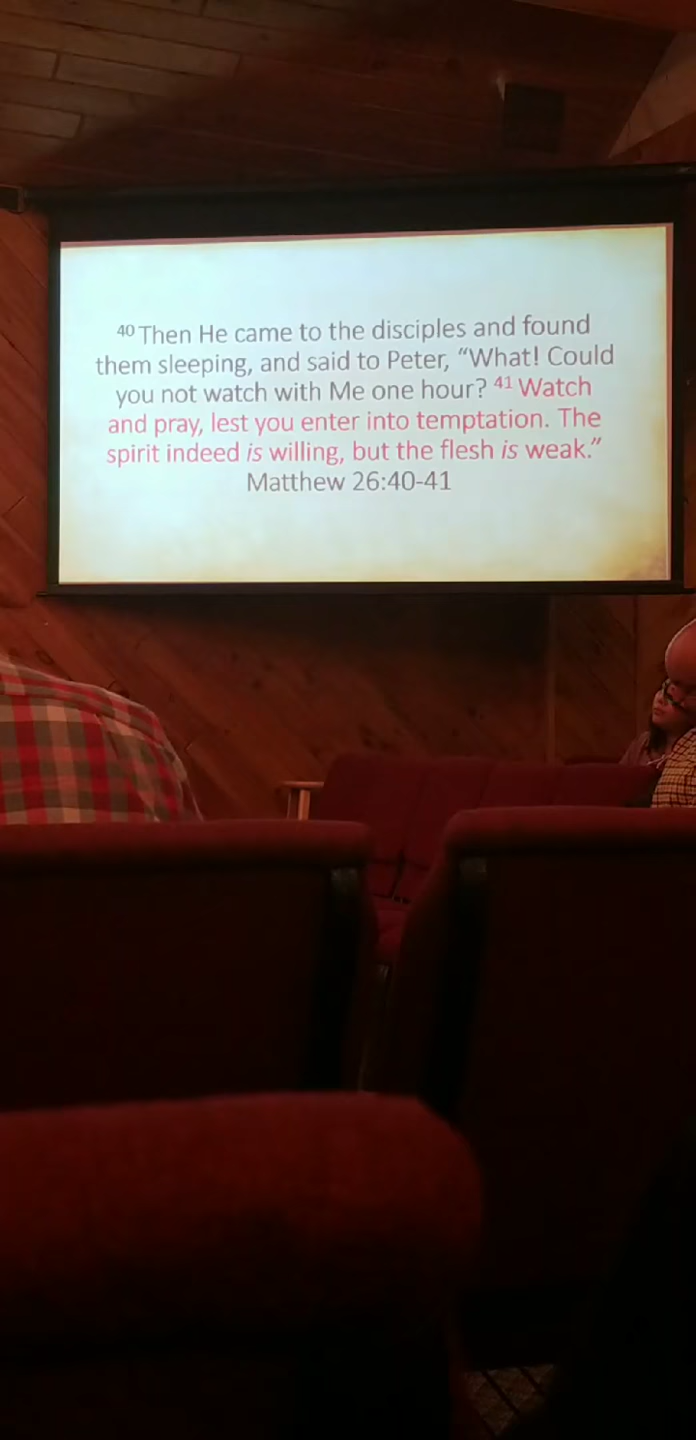 40 Then He came to the disciples and found
them sleeping, and said to Peter, “What! Could
you not watch with Me one hour? 41 Watch
and pray, lest you enter into temptation. The
spirit indeed is willing, but the flesh is weak.”
Matthew 26:40-41